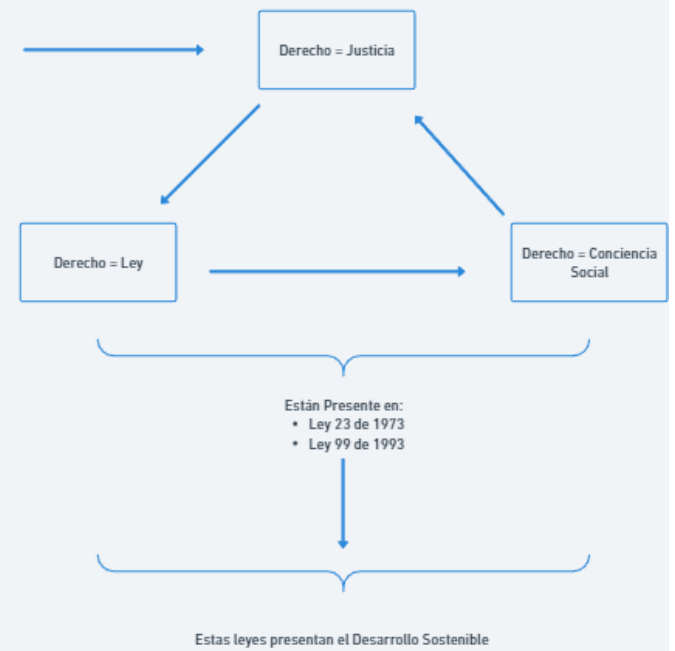 Derecho = Justicia
Derecho = Ley
Derecho = Conciencia
Social
Están Presente en:
• Ley 23 de 1973
• Ley 99 de 1993
Estas leyes presentan el Desarrollo Sostenible